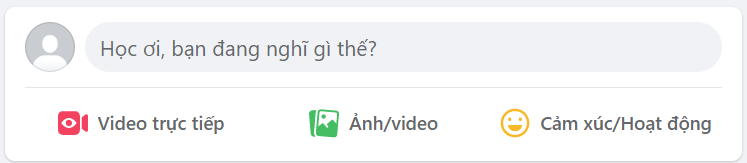 Học ơi, bạn đang nghĩ gì thế?
Video trực tiếp
Ảnh/video
Cảm xúc/Hoạt động